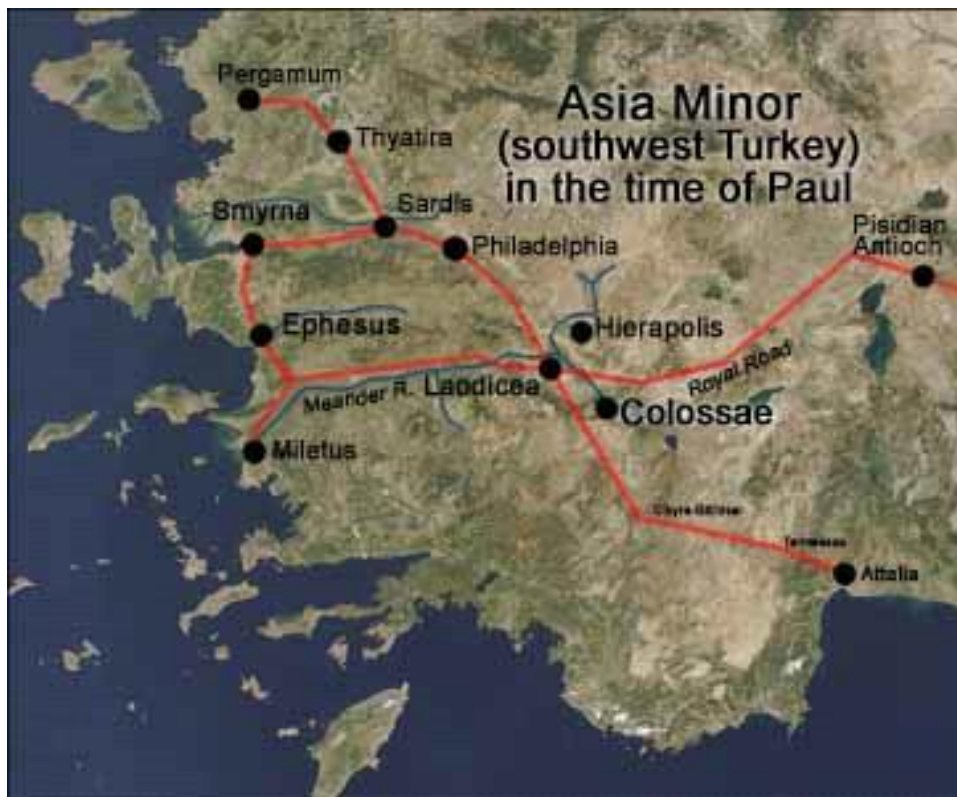 Pergamum
Asia Minor
(southwest Turkey)
in the time of Paul
Thyatira
Smyrna
Sardis
Philadelphia
Pisidian
Antioch
Ephesus
Hierapolis
Royal Road
Meander R.
Laodicea
Colossae
Miletus
Attalia